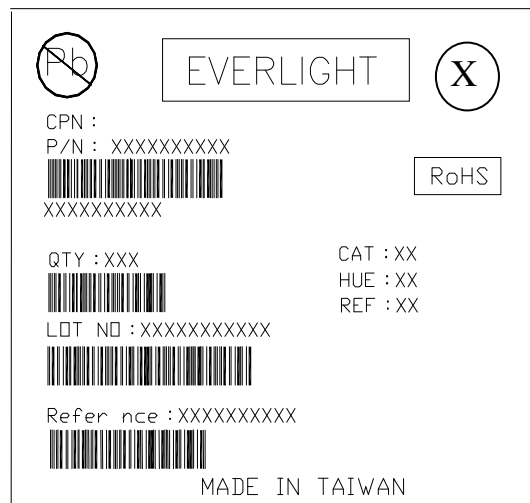 Pb
EVERLIGHT
X
CPN :
P/N : XXXXXXXXXX
RoHS
XXXXXXXXXX
QTY : XXX
CAT : XX
HUE : XX
REF : XX
LOT NO : XXXXXXXXXXX
Refer nce : XXXXXXXXXX
MADE IN TAIWAN